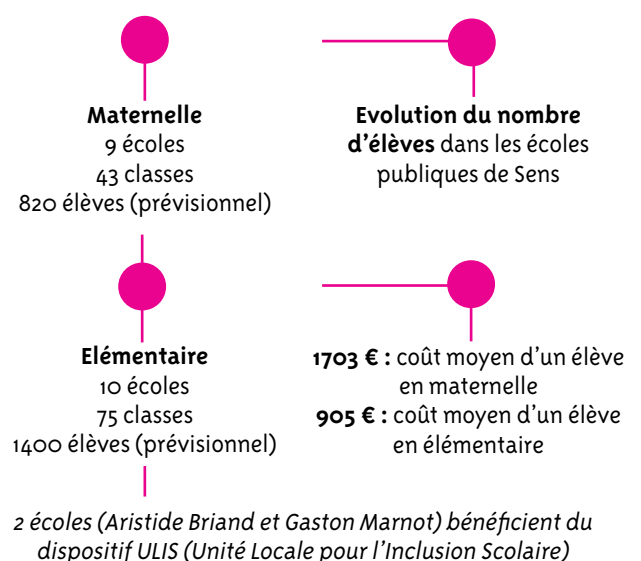 Maternelle
9 écoles
43 classes
820 élèves (prévisionnel)
Evolution du nombre
d'élèves dans les écoles
publiques de Sens
Elémentaire
10 écoles
75 classes
1400 élèves (prévisionnel)
1703 € : coût moyen d'un élève
en maternelle
905 € : coût moyen d'un élève
en élémentaire
2 écoles (Aristide Briand et Gaston Marnot) bénéficient du
dispositif ULIS (Unité Locale pour l'Inclusion Scolaire)